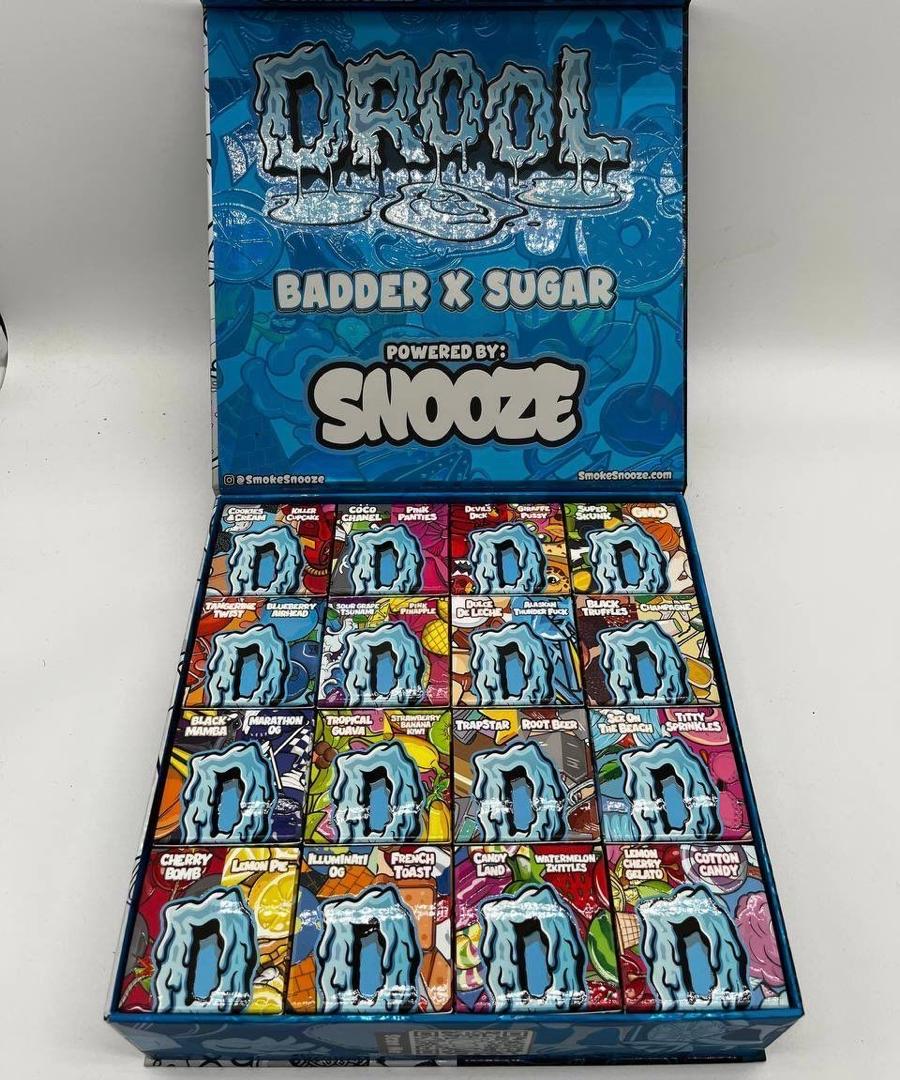 DROOL
BADDER X SUGAR
POWERED BY:
SNOOZE
@SmokeSnooze
SmokeSnooze.com
COOKIES
& CREAM
KILLER
CUPCAKE
COCO
CHANEL
PINK
PANTIES
DEVIL'S
DICK
GIRAFFE
PUSSY
SUPER
SKUNK
GMO
D
D
D
D
TANGERINE
TWIST
BLUEBERRY
AIRHEAD
SOUR GRAPE
TSUNAMI
PINK
PINAPPLE
DULCE
DE LECHE
ALASKAN
THUNDER FUCK
BLACK
TRUFFLES
CHAMPAGNE
D
D
D
D
BLACK
MAMBA
MARATHON
OG
TROPICAL
GUAVA
STRAWBERRY
BANANA
KIWI
TRAPSTAR
ROOT BEER
SEX ON
THE BEACH
TITTY
SPRINKLES
D
D
D
D
CHERRY
BOMB
LEMON PIE
ILLUMINATI
OG
FRENCH
TOAST
CANDY
LAND
WATERMELON
ZKITTLES
LEMON
CHERRY
GELATO
COTTON
CANDY
D
D
D
D